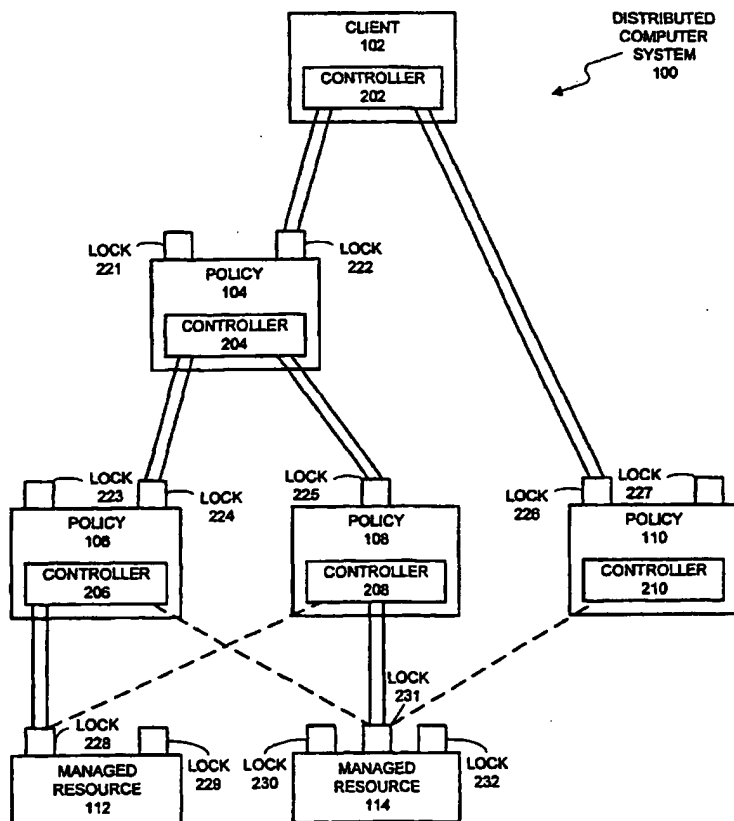 CLIENT
102
CONTROLLER
202
DISTRIBUTED
COMPUTER
SYSTEM
100
LOCK
221
LOCK
222
POLICY
104
CONTROLLER
204
LOCK
223
LOCK
224
LOCK
225
LOCK
226
LOCK
227
POLICY
106
CONTROLLER
206
POLICY
108
CONTROLLER
208
POLICY
110
CONTROLLER
210
LOCK
228
LOCK
229
LOCK
230
LOCK
231
LOCK
232
MANAGED
RESOURCE
112
MANAGED
RESOURCE
114